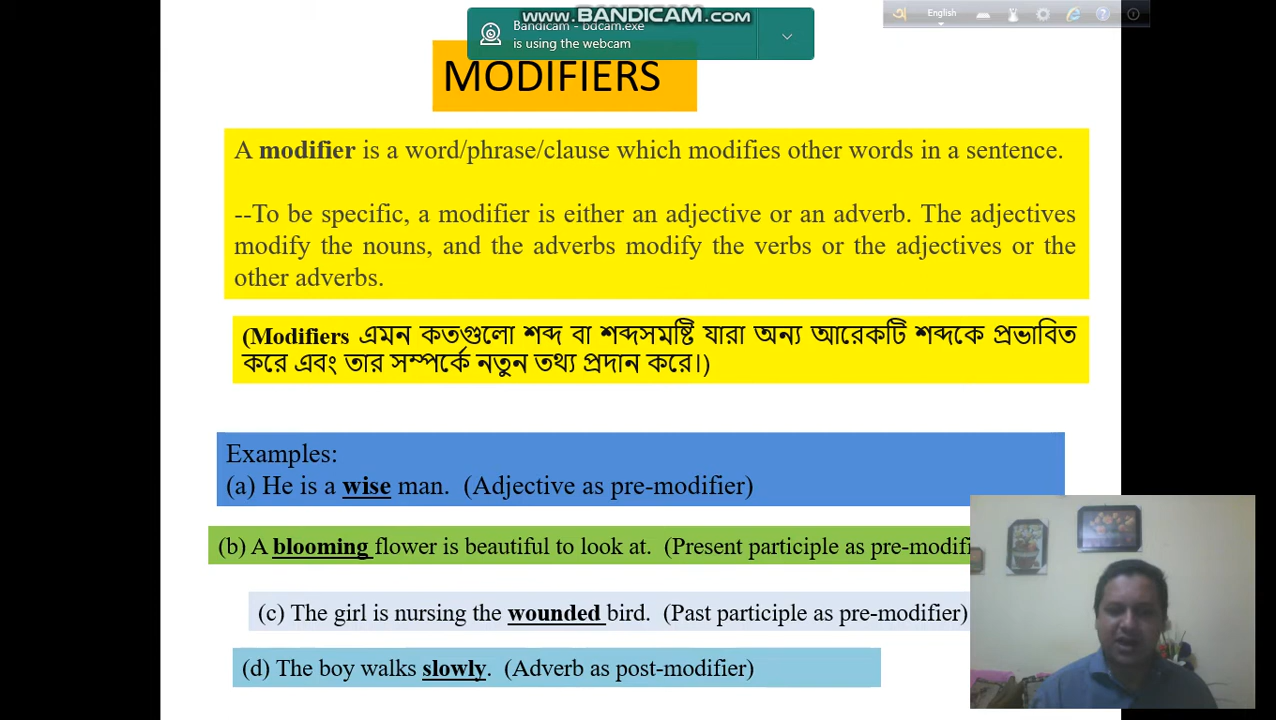 www.BANDICAM.com
English
Bandicam - bdcam.exe
is using the webcam
MODIFIERS
A modifier is a word/phrase/clause which modifies other words in a sentence.
--To be specific, a modifier is either an adjective or an adverb. The adjectives
modify the nouns, and the adverbs modify the verbs or the adjectives or the
other adverbs.
(Modifiers এমন কতগুলো শব্দ বা শব্দসমষ্টি যারা অন্য আরেকটি শব্দকে প্রভাবিত
করে এবং তার সম্পর্কে নতুন তথ্য প্রদান করে।)
Examples:
(a) He is a wise man. (Adjective as pre-modifier)
(b) A blooming flower is beautiful to look at. (Present participle as pre-modifi
(c) The girl is nursing the wounded bird. (Past participle as pre-modifier)
(d) The boy walks slowly. (Adverb as post-modifier)